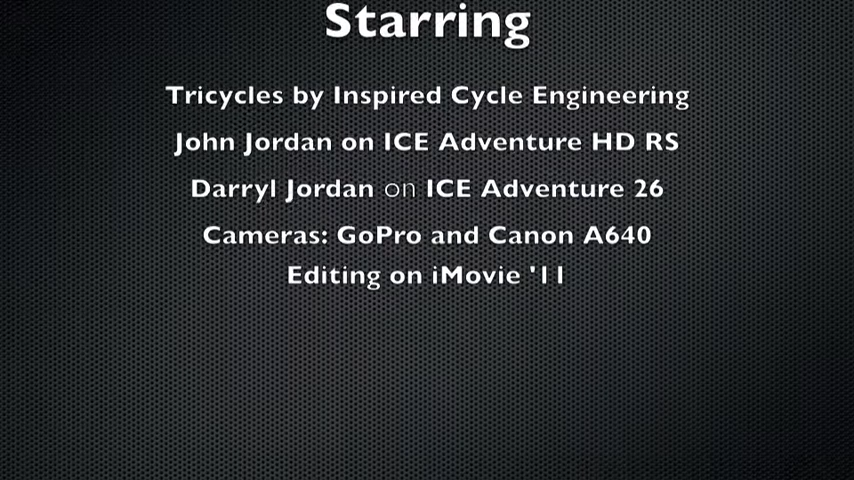 Starring
Tricycles by Inspired Cycle Engineering
John Jordan on ICE Adventure HD RS
Darryl Jordan on ICE Adventure 26
Cameras: GoPro and Canon A640
Editing on iMovie '11